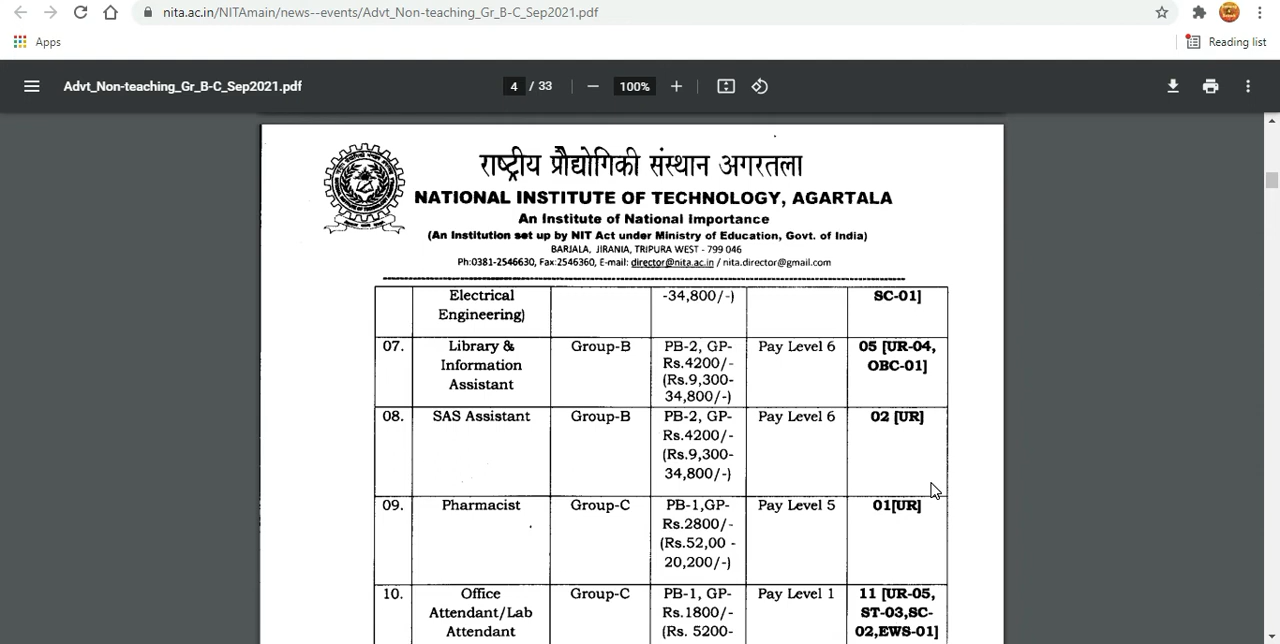 nita.ac.in/NITAmain/news--events/Advt_Non-teaching_Gr_B-C_Sep2021.pdf
Apps
Reading list
Advt_Non-teaching_Gr_B-C_Sep2021.pdf
4 / 33
100%
राष्ट्रीय प्रौद्योगिकी संस्थान अगरतला
NATIONAL INSTITUTE OF TECHNOLOGY, AGARTALA
An Institute of National Importance
(An Institution set up by NIT Act under Ministry of Education, Govt. of India)
BARJALA, JIRANIA, TRIPURA WEST - 799 046
Ph:0381-2546630, Fax:2546360, E-mail: director@nita.ac.in / nita.director@gmail.com
Electrical
Engineering)
-34,800/-)
SC-01]
07.
Library &
Information
Assistant
Group-B
PB-2, GP-
Rs.4200/-
(Rs.9,300-
34,800/-)
Pay Level 6
05 [UR-04,
OBC-01]
08.
SAS Assistant
Group-B
PB-2, GP-
Rs.4200/-
(Rs.9,300-
34,800/-)
Pay Level 6
02 [UR]
09.
Pharmacist
Group-C
PB-1,GP-
Rs.2800/-
(Rs.52,00 -
20,200/-)
Pay Level 5
01[UR]
10.
Office
Attendant/Lab
Attendant
Group-C
PB-1, GP-
Rs.1800/-
(Rs. 5200-
Pay Level 1
11 [UR-05,
ST-03,SC-
02,EWS-01]